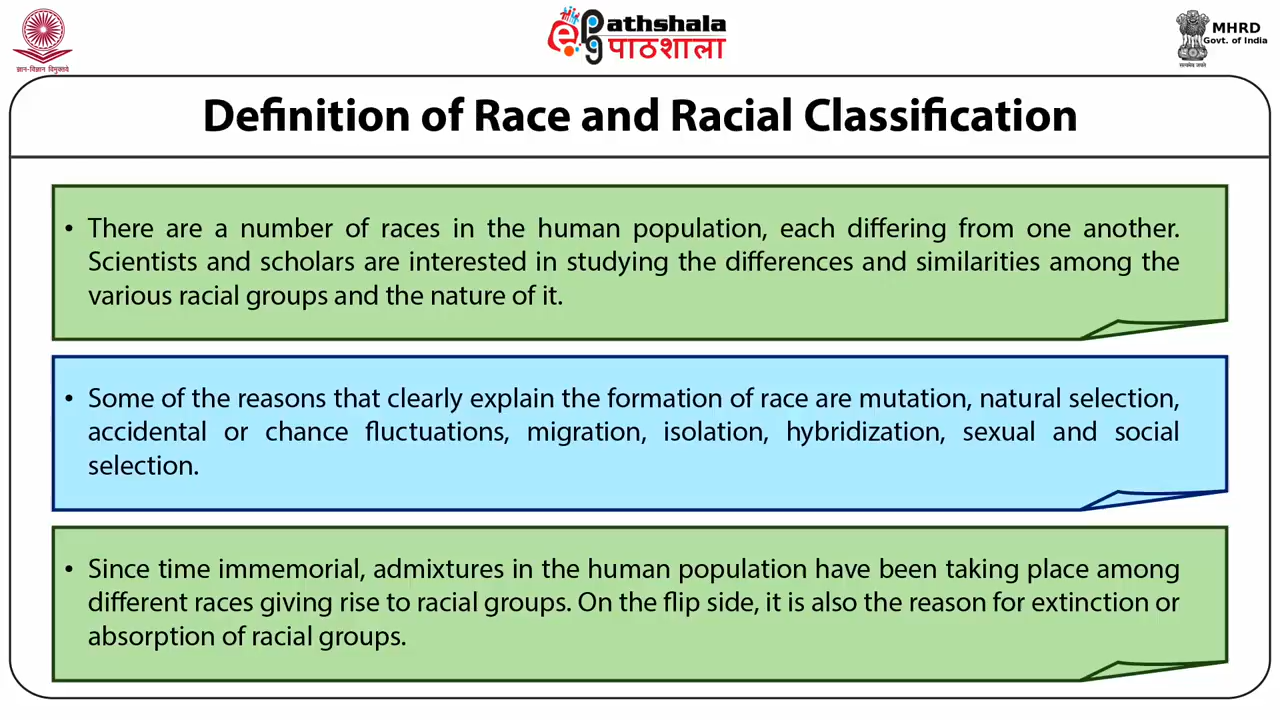 ज्ञान-विज्ञान विमुक्तये
ePG Pathshala
पाठशाला
MHRD
Govt. of India
सत्यमेव जयते
Definition of Race and Racial Classification
• There are a number of races in the human population, each differing from one another.
Scientists and scholars are interested in studying the differences and similarities among the
various racial groups and the nature of it.
• Some of the reasons that clearly explain the formation of race are mutation, natural selection,
accidental or chance fluctuations, migration, isolation, hybridization, sexual and social
selection.
• Since time immemorial, admixtures in the human population have been taking place among
different races giving rise to racial groups. On the flip side, it is also the reason for extinction or
absorption of racial groups.